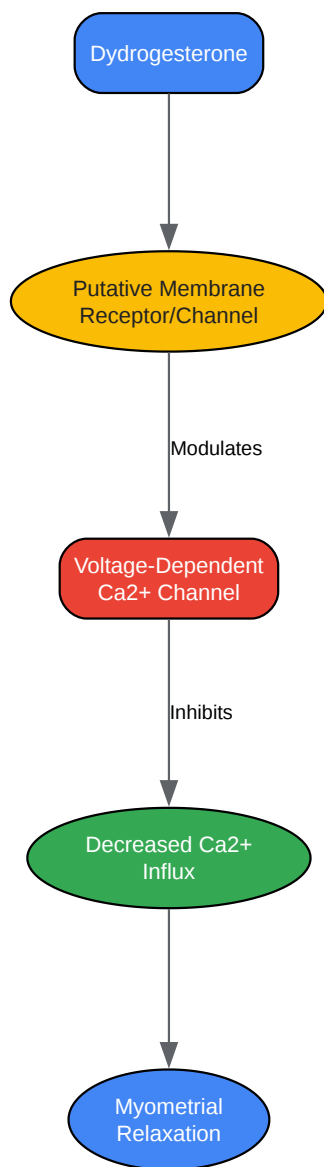 Dydrogesterone
Putative Membrane
Receptor/Channel
Modulates
Voltage-Dependent
Ca2+ Channel
Inhibits
Decreased Ca2+
Influx
Myometrial
Relaxation